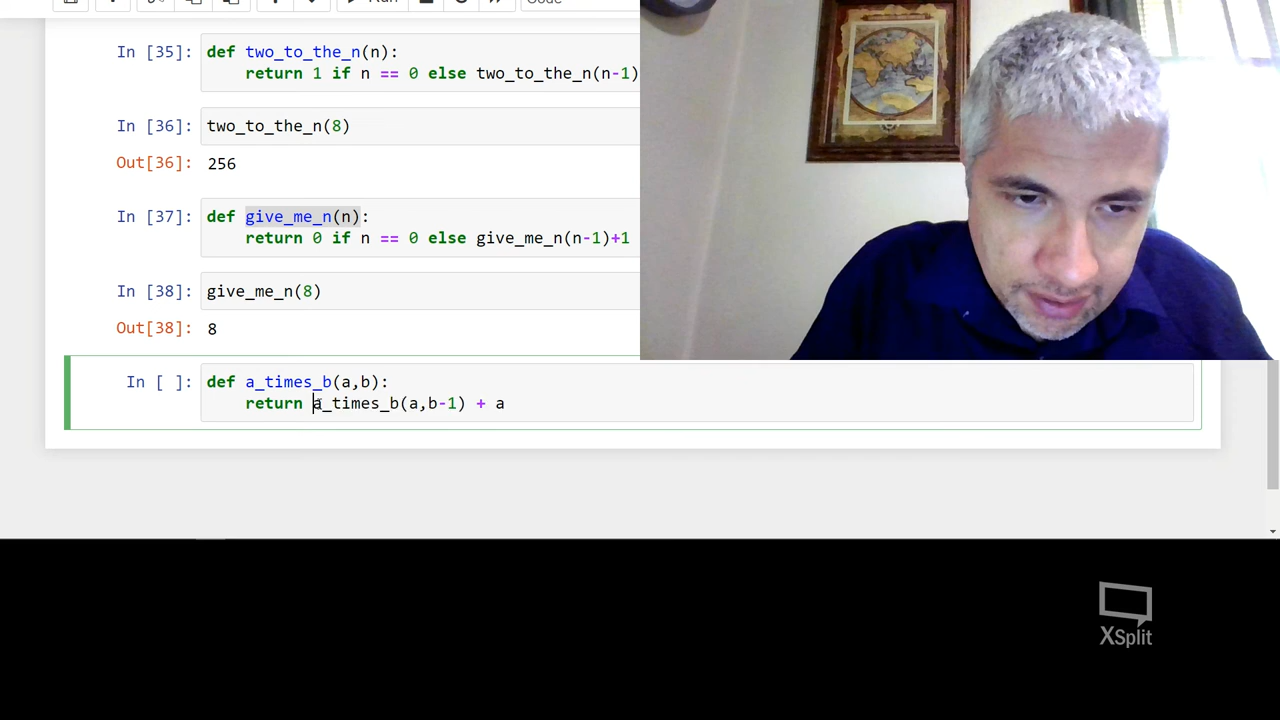 Code
In [35]:
def two_to_the_n(n):
return 1 if n == 0 else two_to_the_n(n-1)
In [36]:
two_to_the_n(8)
Out[36]:
256
In [37]:
def give_me_n(n):
return 0 if n == 0 else give_me_n(n-1)+1
In [38]:
give_me_n(8)
Out[38]:
8
In [ ]:
def a_times_b(a,b):
return a_times_b(a,b-1) + a
XSplit